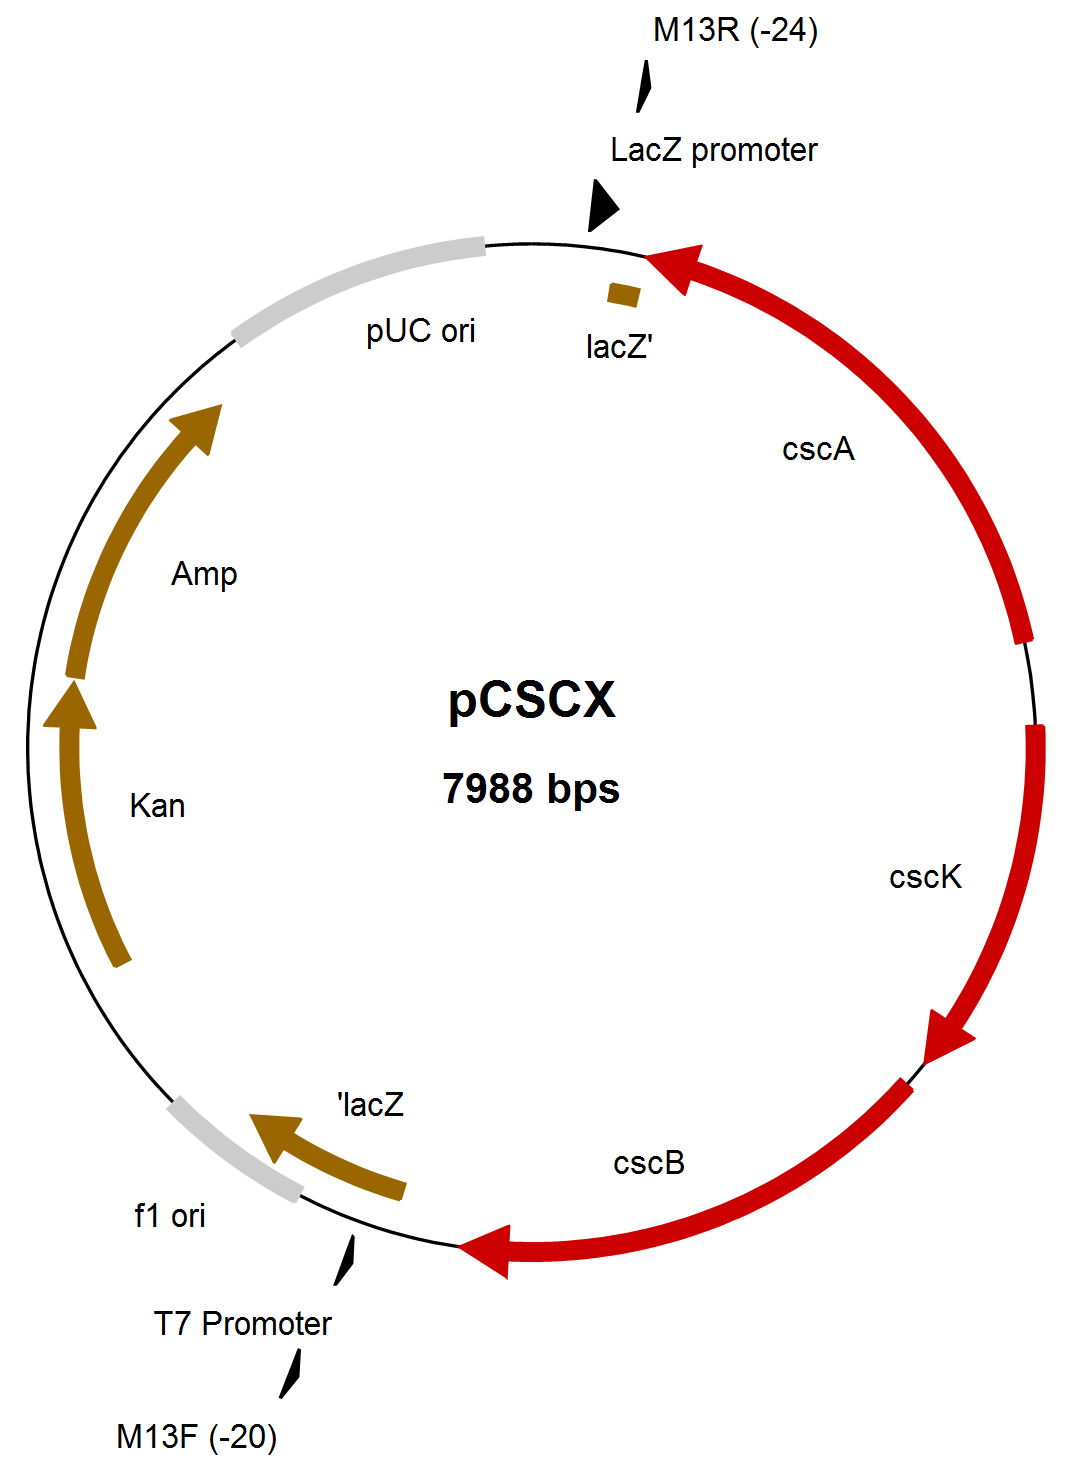 M13R (-24)
LacZ promoter
pUC ori
lacZ'
cscA
Amp
pCSCX
7988 bps
Kan
cscK
'lacZ
cscB
f1 ori
T7 Promoter
M13F (-20)